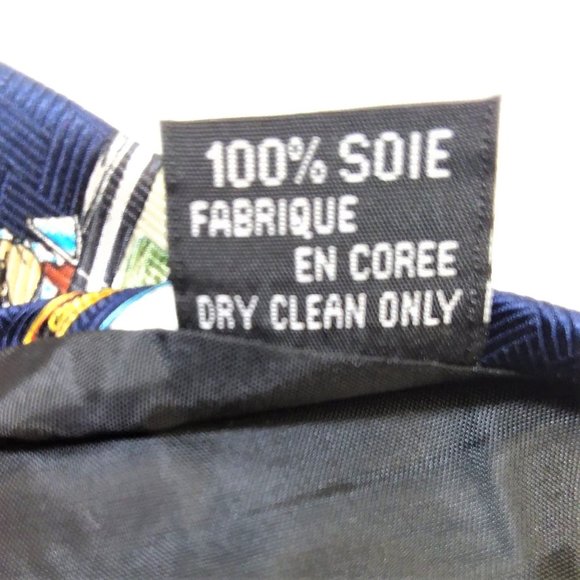 100% SOIE
FABRIQUE
EN COREE
DRY CLEAN ONLY